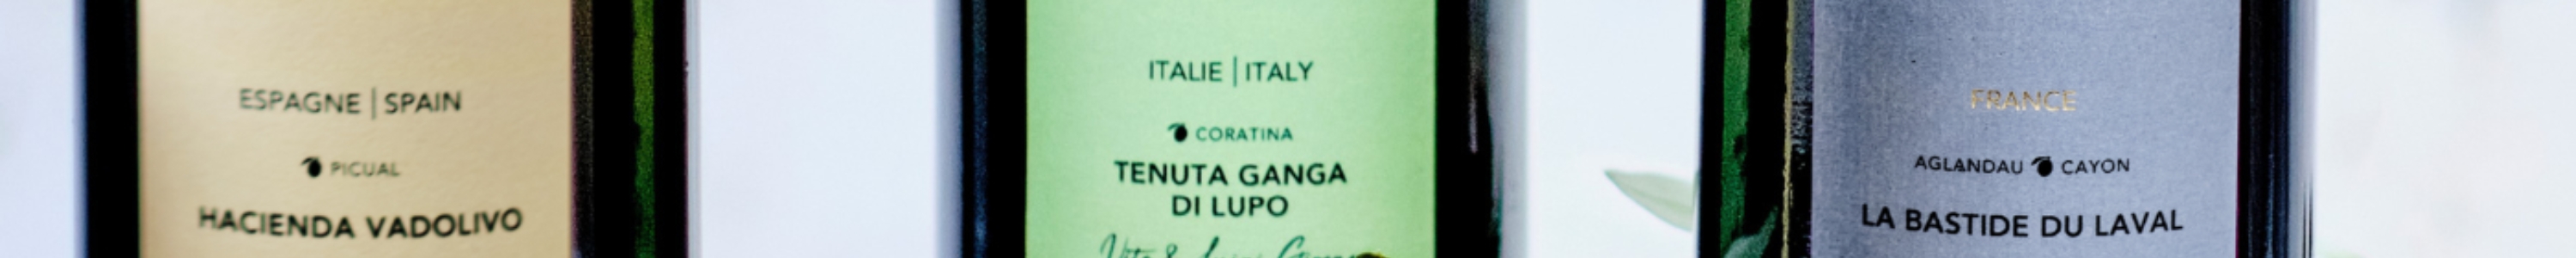 ESPAGNE | SPAIN
PICUAL
HACIENDA VADOLIVO
ITALIE | ITALY
CORATINA
TENUTA GANGA
DI LUPO
FRANCE
AGLANDAU CAYON
LA BASTIDE DU LAVAL